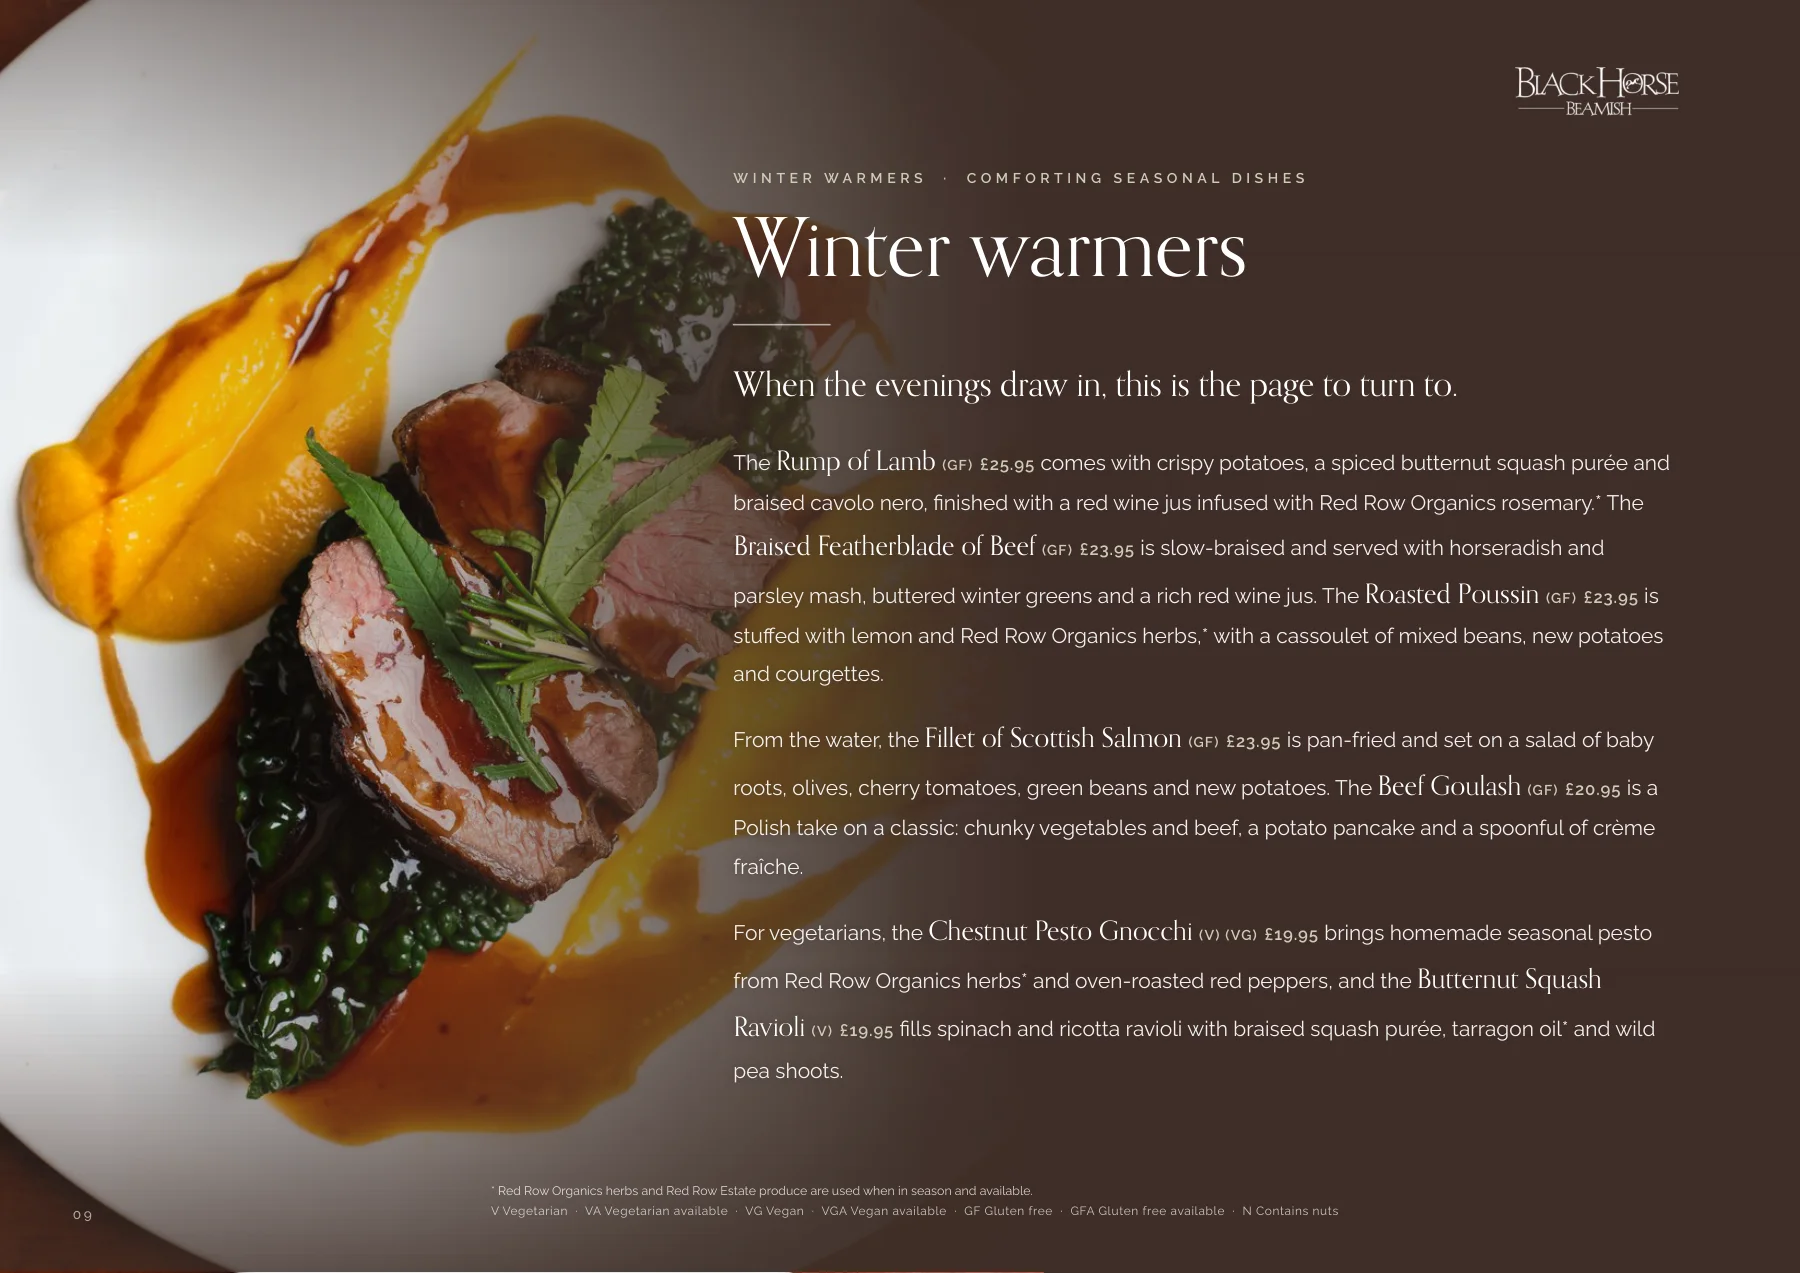 BLACK HORSE
BEAMISH
WINTER WARMERS · COMFORTING SEASONAL DISHES
Winter warmers
When the evenings draw in, this is the page to turn to.
The Rump of Lamb (GF) £25.95 comes with crispy potatoes, a spiced butternut squash purée and
braised cavolo nero, finished with a red wine jus infused with Red Row Organics rosemary.* The
Braised Featherblade of Beef (GF) £23.95 is slow-braised and served with horseradish and
parsley mash, buttered winter greens and a rich red wine jus. The Roasted Poussin (GF) £23.95 is
stuffed with lemon and Red Row Organics herbs,* with a cassoulet of mixed beans, new potatoes
and courgettes.
From the water, the Fillet of Scottish Salmon (GF) £23.95 is pan-fried and set on a salad of baby
roots, olives, cherry tomatoes, green beans and new potatoes. The Beef Goulash (GF) £20.95 is a
Polish take on a classic: chunky vegetables and beef, a potato pancake and a spoonful of crème
fraîche.
For vegetarians, the Chestnut Pesto Gnocchi (V) (VG) £19.95 brings homemade seasonal pesto
from Red Row Organics herbs* and oven-roasted red peppers, and the Butternut Squash
Ravioli (V) £19.95 fills spinach and ricotta ravioli with braised squash purée, tarragon oil* and wild
pea shoots.
* Red Row Organics herbs and Red Row Estate produce are used when in season and available.
V Vegetarian · VA Vegetarian available · VG Vegan · VGA Vegan available · GF Gluten free · GFA Gluten free available · N Contains nuts
09